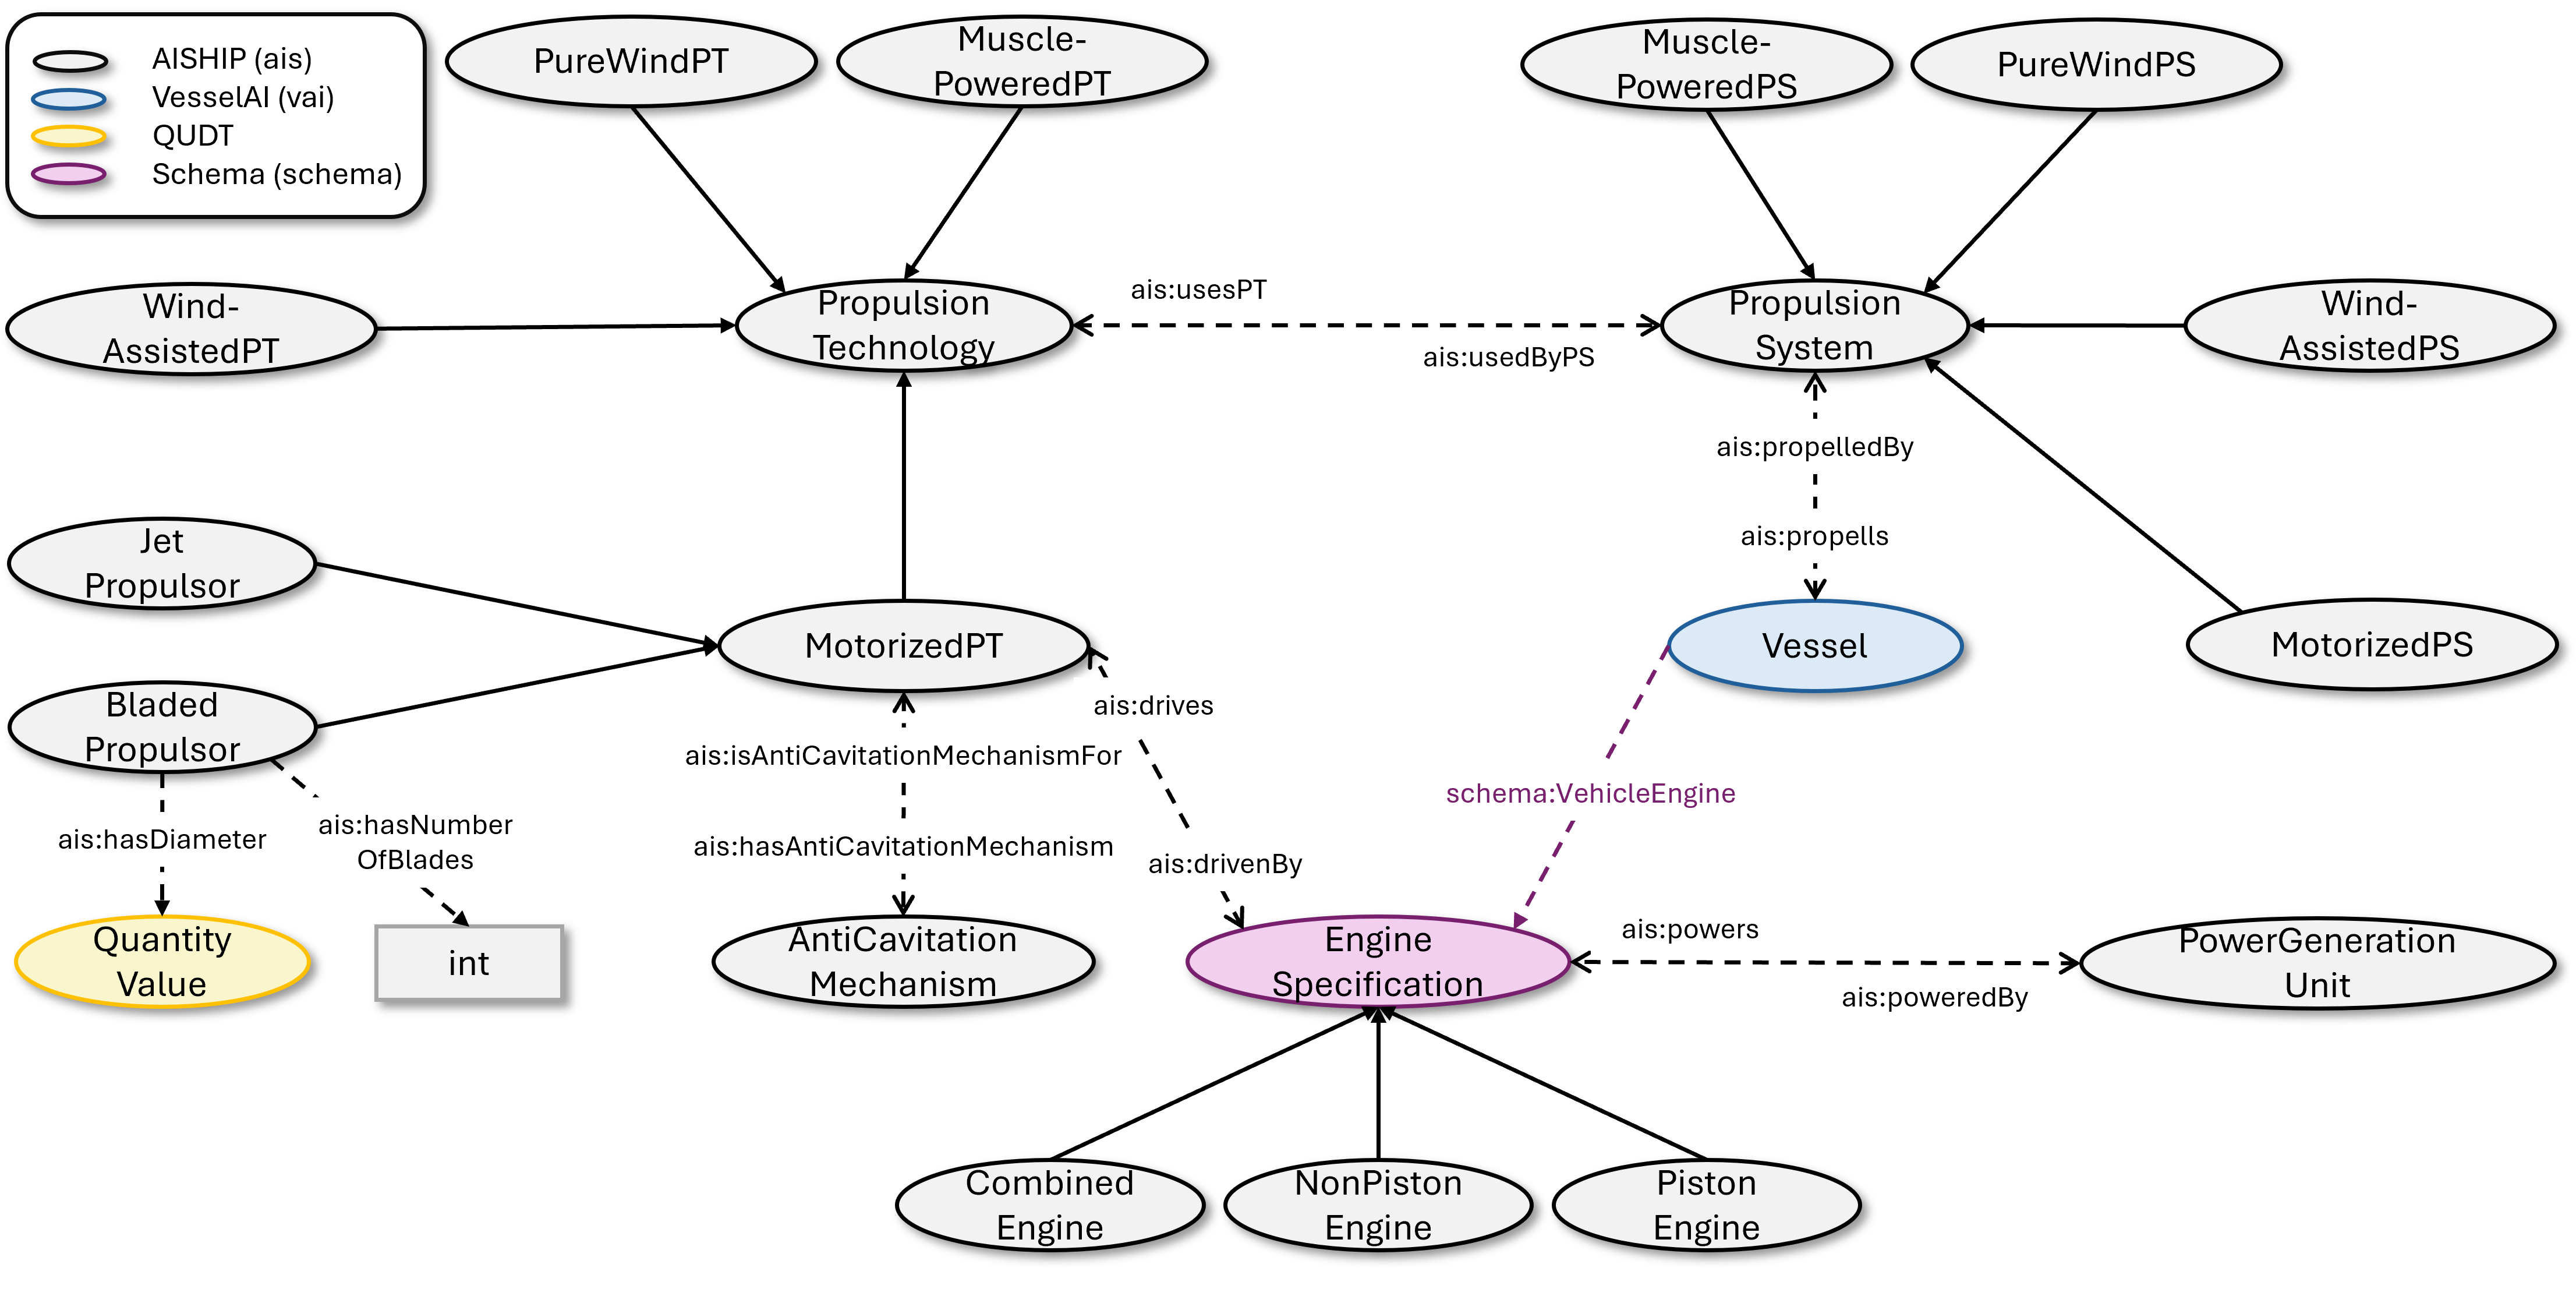 AISHIP (ais)
VesselAI (vai)
QUDT
Schema (schema)
PureWindPT
Muscle-
PoweredPT
Muscle-
PoweredPS
PureWindPS
Wind-
AssistedPT
Propulsion
Technology
ais:usesPT
ais:usedByPS
Propulsion
System
Wind-
AssistedPS
ais:propelledBy
ais:propells
Jet
Propulsor
MotorizedPT
Vessel
MotorizedPS
Bladed
Propulsor
ais:drives
ais:isAntiCavitationMechanismFor
schema:VehicleEngine
ais:hasDiameter
ais:hasNumber
OfBlades
ais:hasAntiCavitationMechanism
ais:drivenBy
Quantity
Value
int
AntiCavitation
Mechanism
Engine
Specification
ais:powers
ais:poweredBy
PowerGeneration
Unit
Combined
Engine
NonPiston
Engine
Piston
Engine